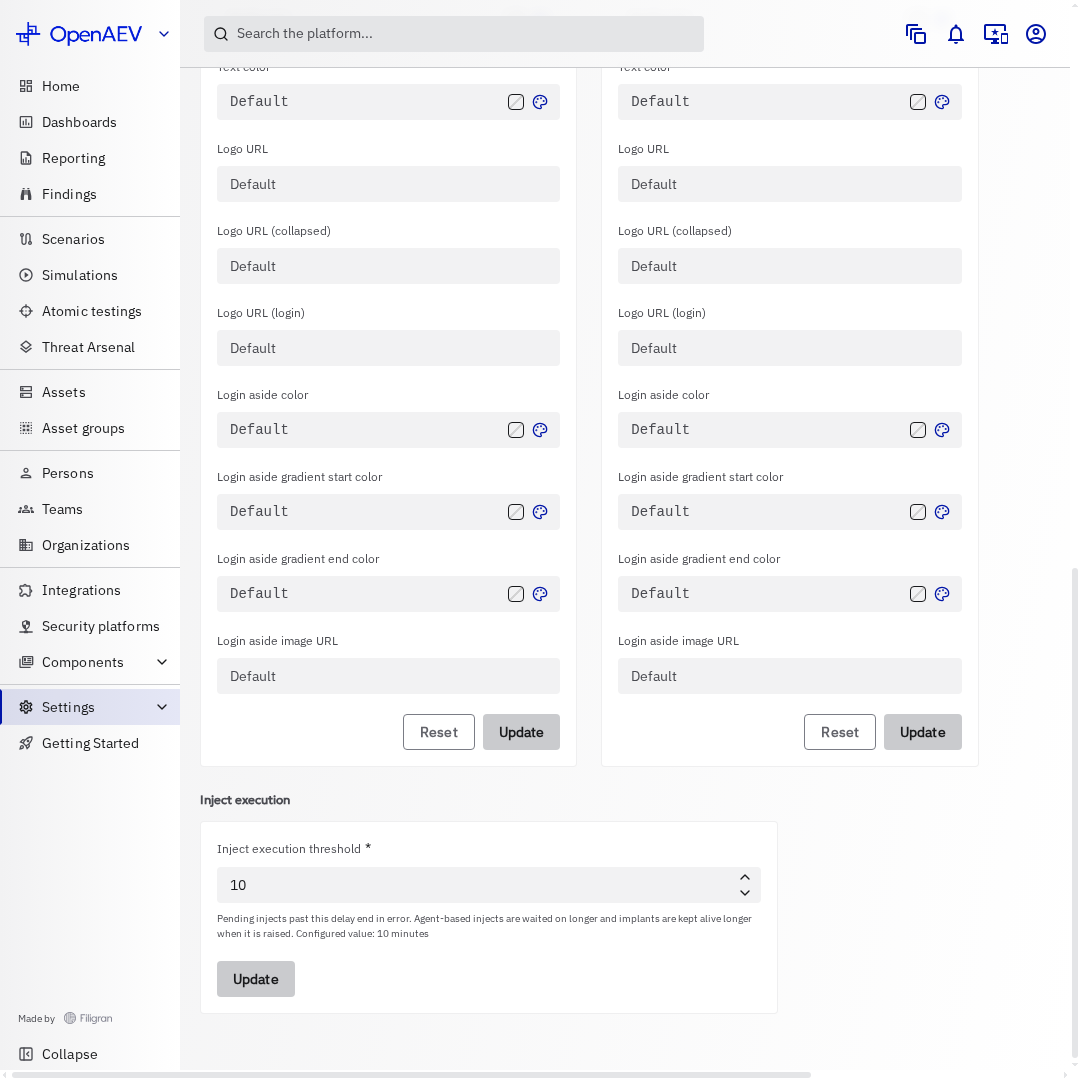 OpenAEV
Search the platform...
Home
Dashboards
Reporting
Findings
Scenarios
Simulations
Atomic testings
Threat Arsenal
Assets
Asset groups
Persons
Teams
Organizations
Integrations
Security platforms
Components
Settings
Getting Started
Made by Filigran
Collapse
Text color
Default
Logo URL
Default
Logo URL (collapsed)
Default
Logo URL (login)
Default
Login aside color
Default
Login aside gradient start color
Default
Login aside gradient end color
Default
Login aside image URL
Default
Reset Update
Text color
Default
Logo URL
Default
Logo URL (collapsed)
Default
Logo URL (login)
Default
Login aside color
Default
Login aside gradient start color
Default
Login aside gradient end color
Default
Login aside image URL
Default
Reset Update
Inject execution
Inject execution threshold *
10
Pending injects past this delay end in error. Agent-based injects are waited on longer and implants are kept alive longer
when it is raised. Configured value: 10 minutes
Update